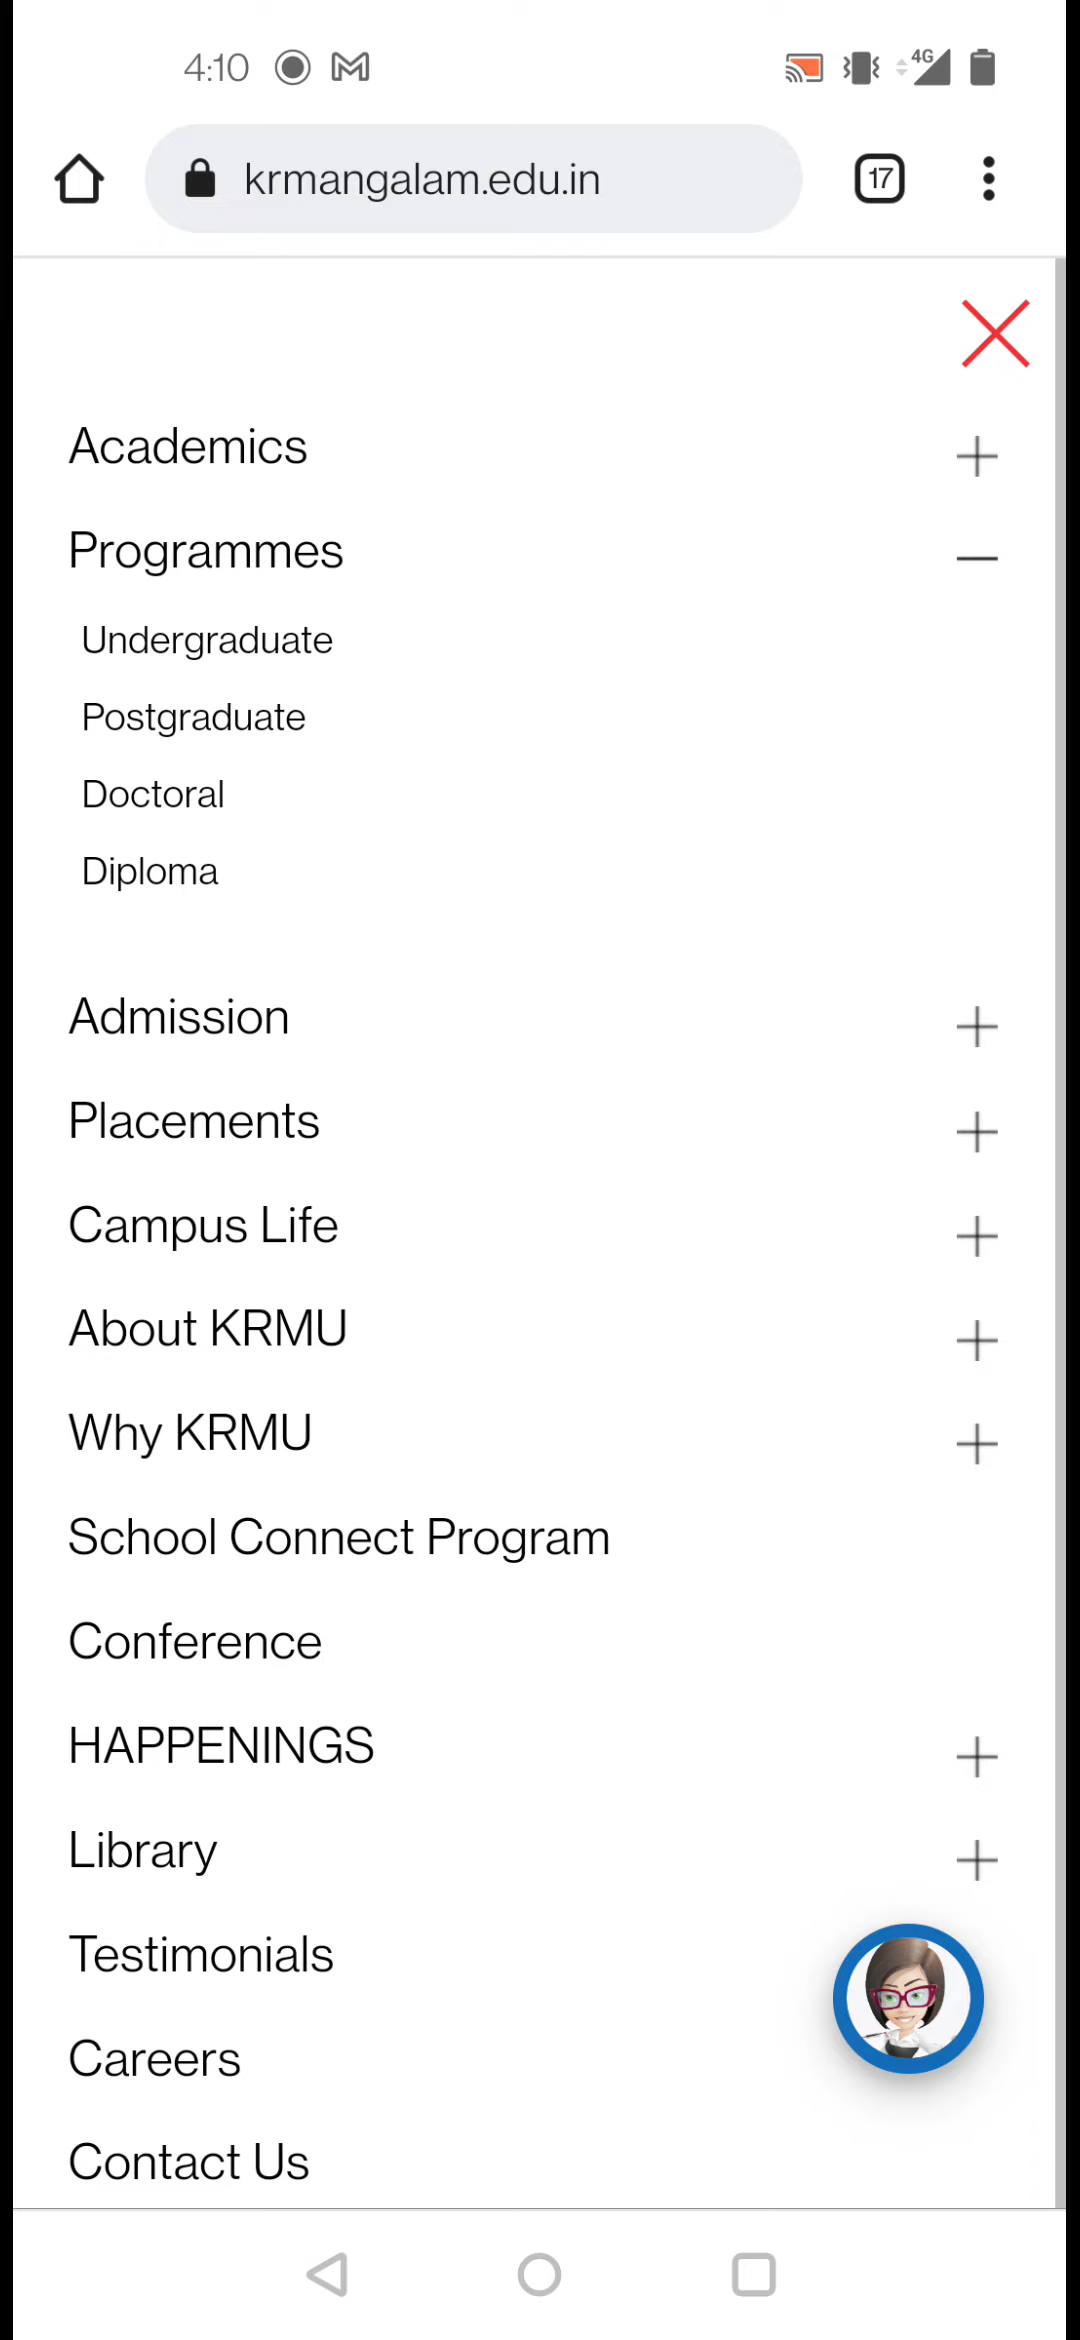 4:10
4G
krmangalam.edu.in
17
Academics
Programmes
Undergraduate
Postgraduate
Doctoral
Diploma
Admission
Placements
Campus Life
About KRMU
Why KRMU
School Connect Program
Conference
HAPPENINGS
Library
Testimonials
Careers
Contact Us